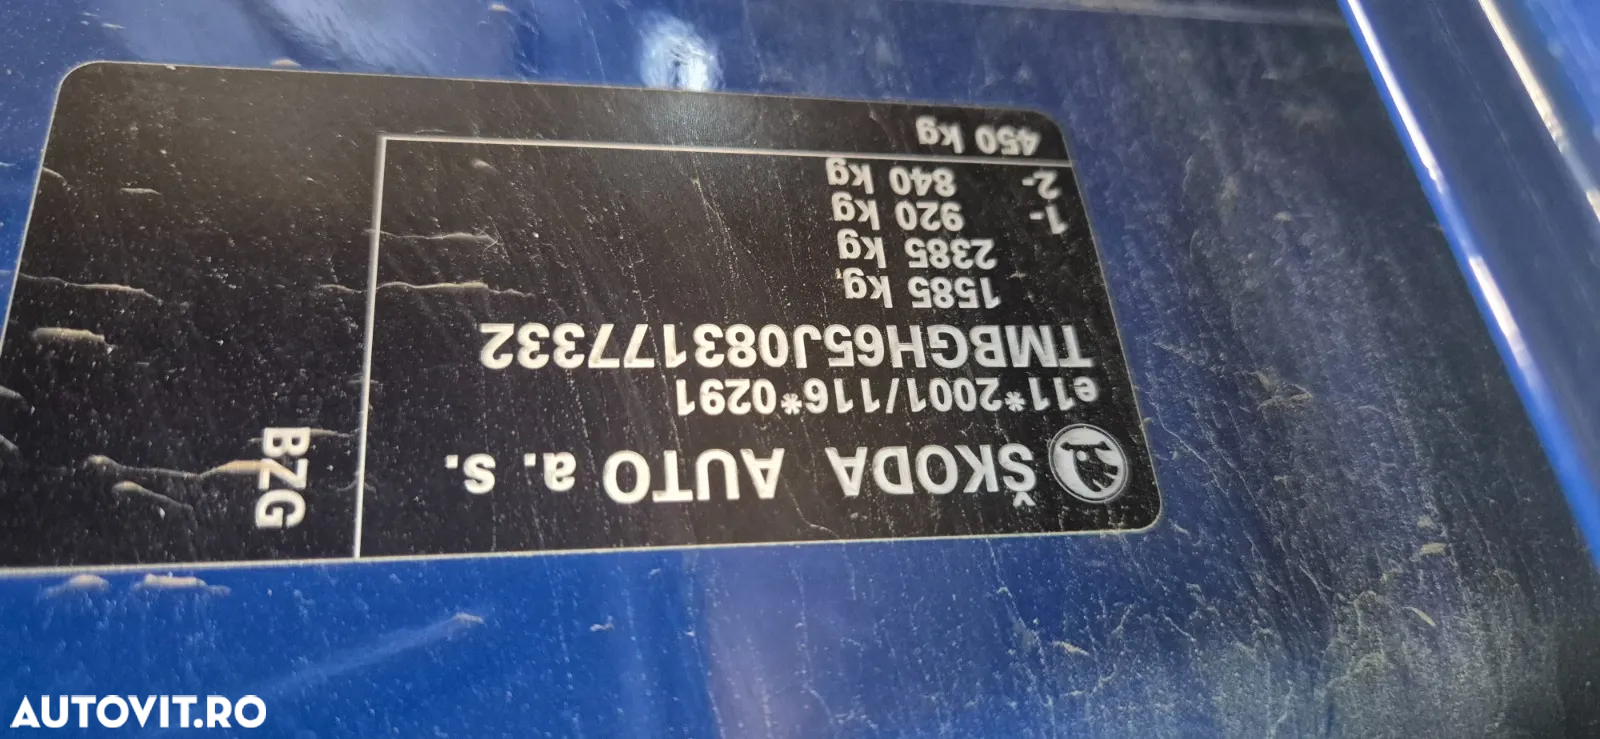 ŠKODA AUTO a. s.
e11*2001/116*0291
TMBGH65J083177332
1585 kg
2385 kg
1- 920 kg
2- 840 kg
450 kg
BZG
AUTOVIT.RO